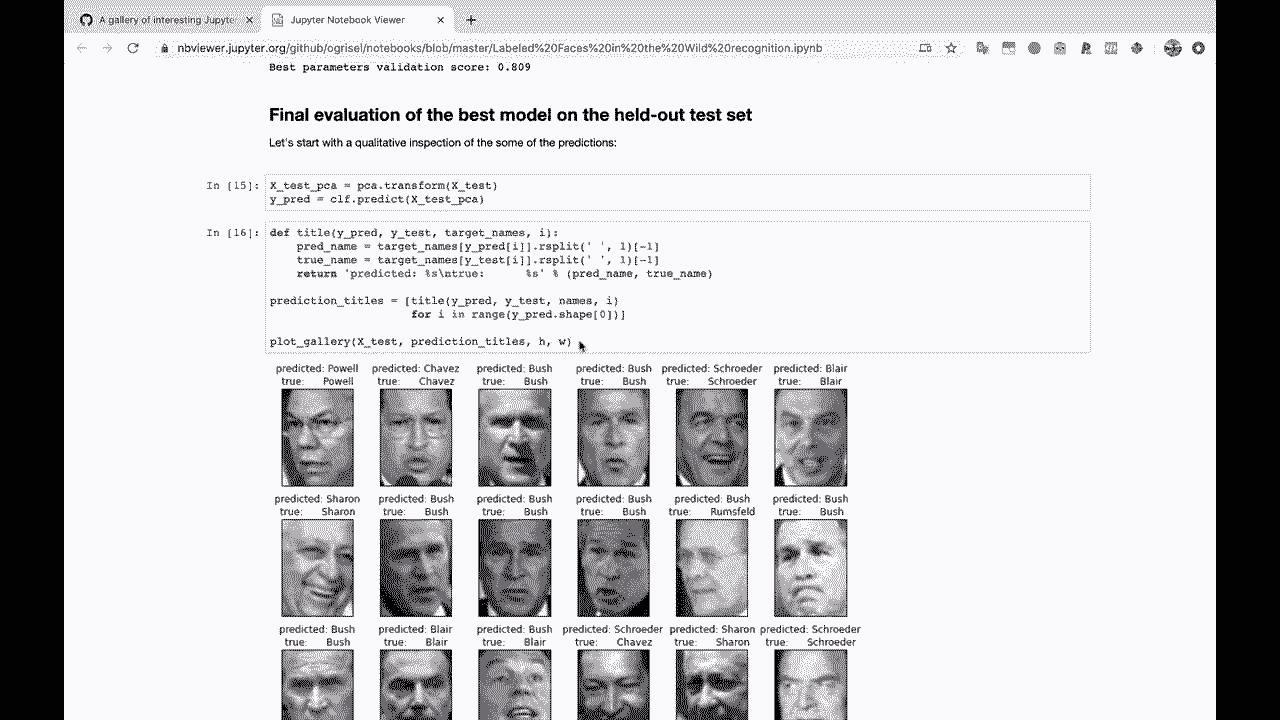 A gallery of interesting Jupyte
Jupyter Notebook Viewer
nbviewer.jupyter.org/github/ogrisel/notebooks/blob/master/Labeled%20Faces%20in%20the%20Wild%20recognition.ipynb
Best parameters validation score: 0.809
Final evaluation of the best model on the held-out test set
Let's start with a qualitative inspection of the some of the predictions:
In [15]: X_test_pca = pca.transform(X_test)
y_pred = clf.predict(X_test_pca)
In [16]: def title(y_pred, y_test, target_names, i):
pred_name = target_names[y_pred[i]].rsplit(' ', 1)[-1]
true_name = target_names[y_test[i]].rsplit(' ', 1)[-1]
return 'predicted: %s\ntrue:      %s' % (pred_name, true_name)
prediction_titles = [title(y_pred, y_test, names, i)
for i in range(y_pred.shape[0])]
plot_gallery(X_test, prediction_titles, h, w)
predicted: Powell predicted: Chavez predicted: Bush predicted: Bush predicted: Schroeder predicted: Blair
true: Powell true: Chavez true: Bush true: Bush true: Schroeder true: Blair
predicted: Sharon predicted: Bush predicted: Bush predicted: Bush predicted: Bush predicted: Bush
true: Sharon true: Bush true: Bush true: Bush true: Rumsfeld true: Bush
predicted: Bush predicted: Blair predicted: Bush predicted: Schroeder predicted: Sharon predicted: Schroeder
true: Bush true: Blair true: Blair true: Chavez true: Sharon true: Schroeder